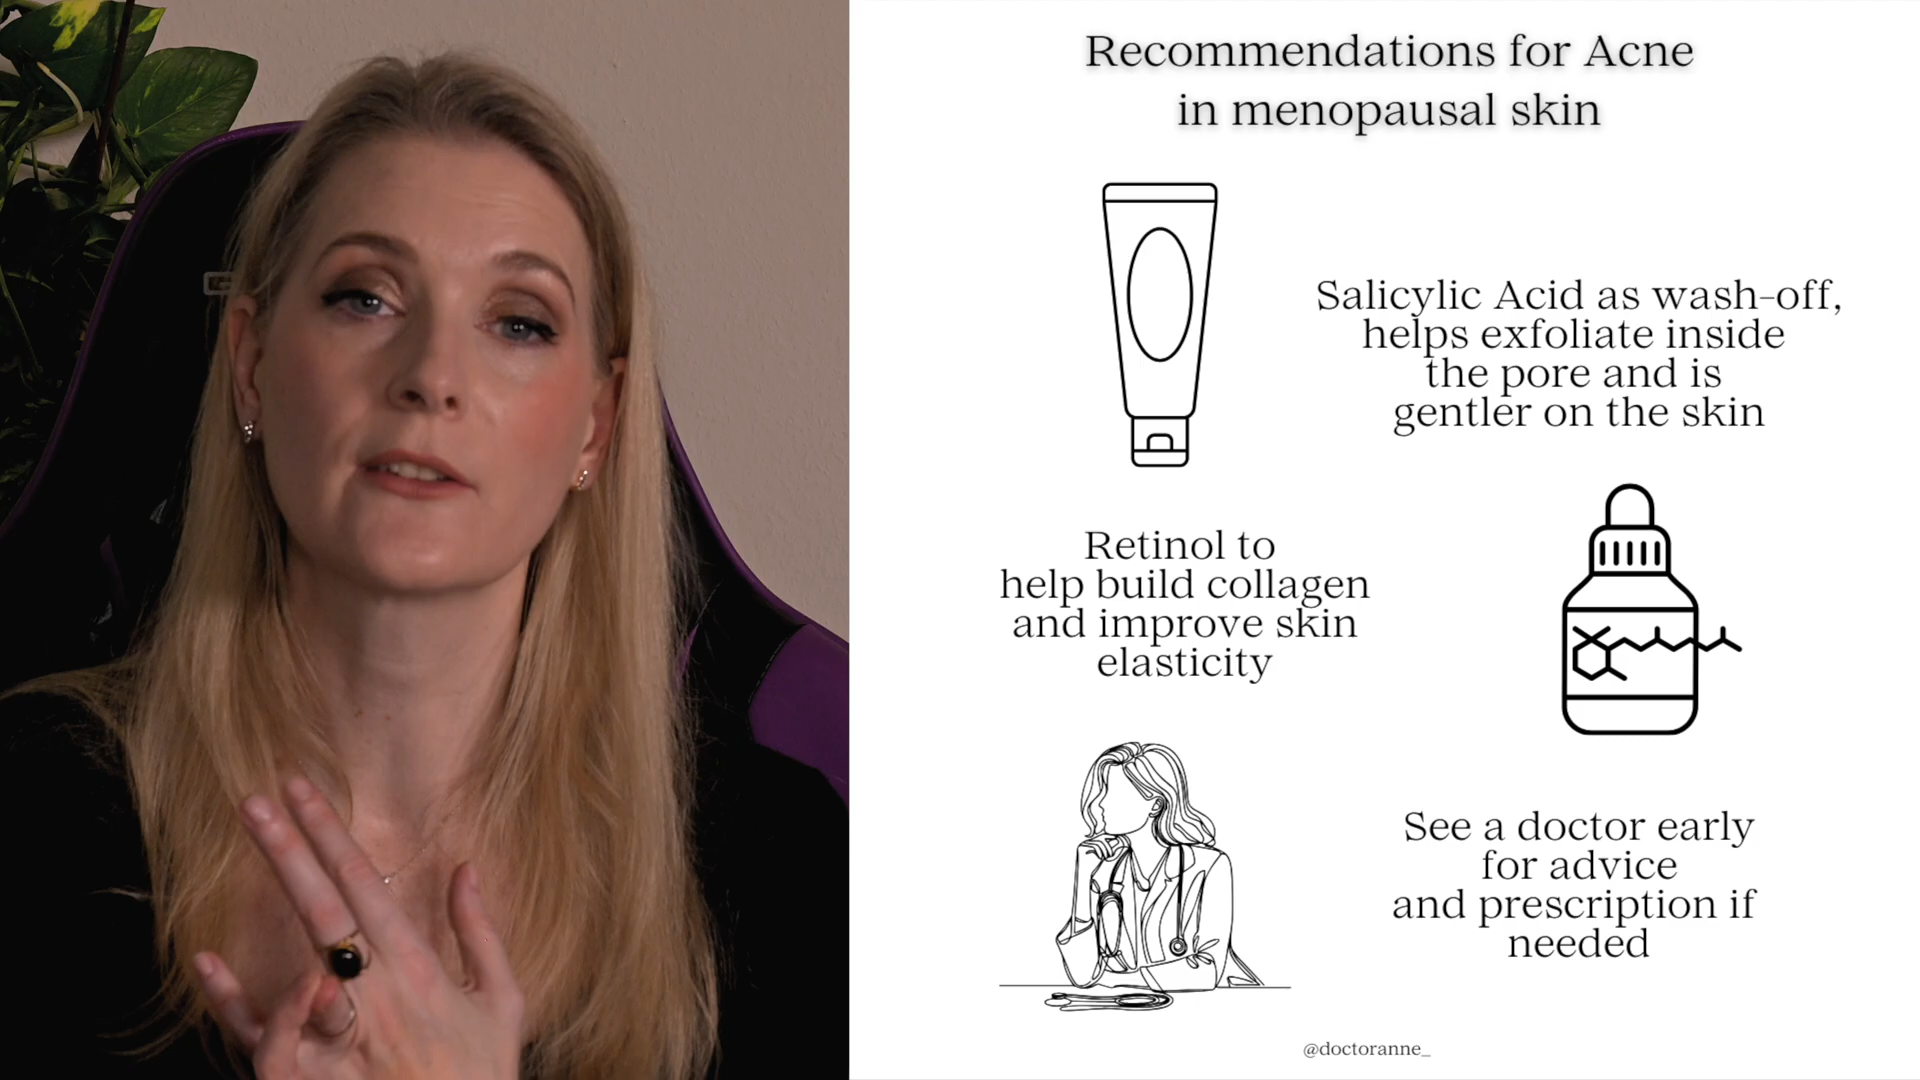 Recommendations for Acne
in menopausal skin
Salicylic Acid as wash-off,
helps exfoliate inside
the pore and is
gentler on the skin
Retinol to
help build collagen
and improve skin
elasticity
See a doctor early
for advice
and prescription if
needed
@doctoranne_